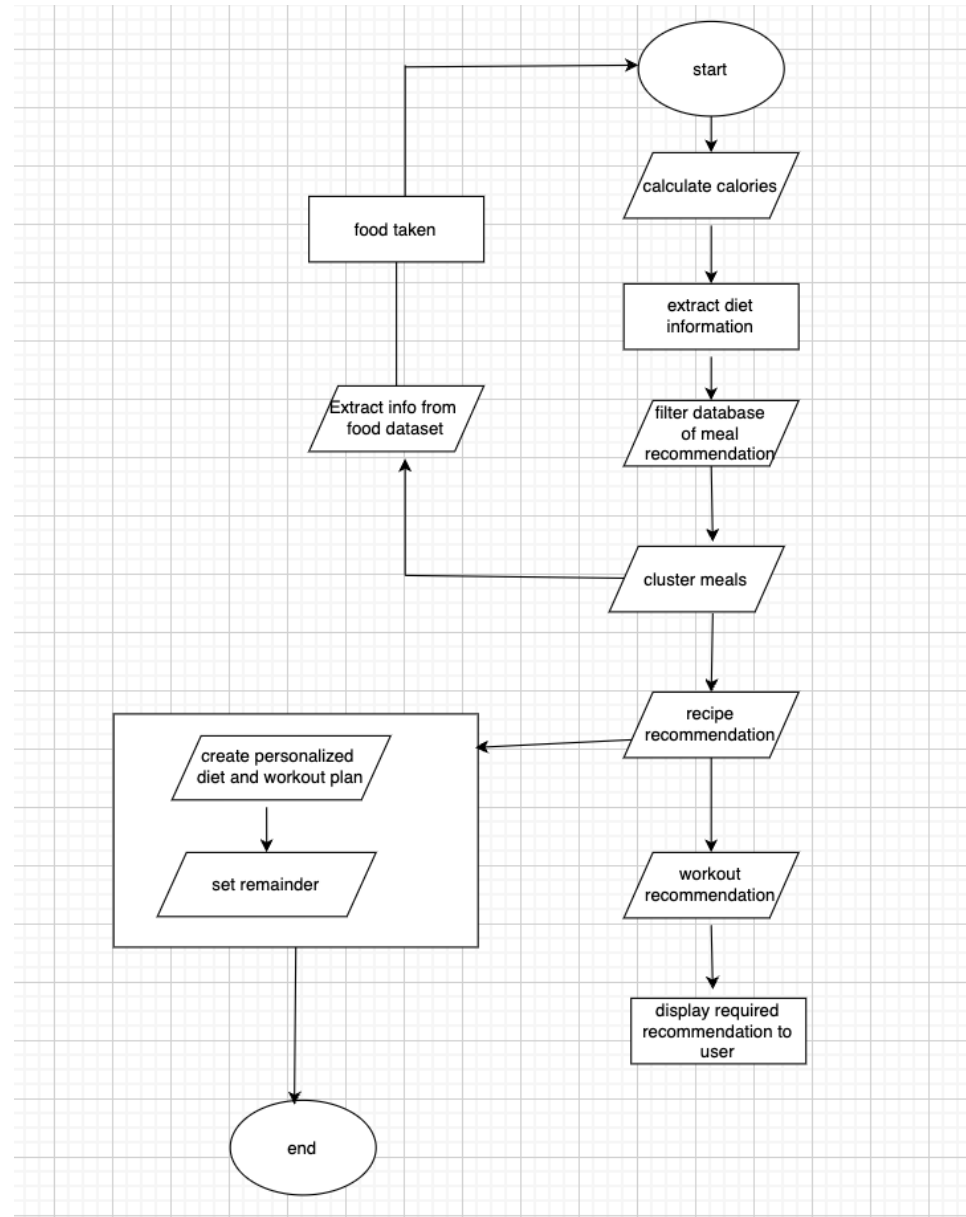 start
calculate calories
food taken
extract diet
information
Extract info from
food dataset
filter database
of meal
recommendation
cluster meals
recipe
recommendation
create personalized
diet and workout plan
set remainder
workout
recommendation
display required
recommendation to
user
end